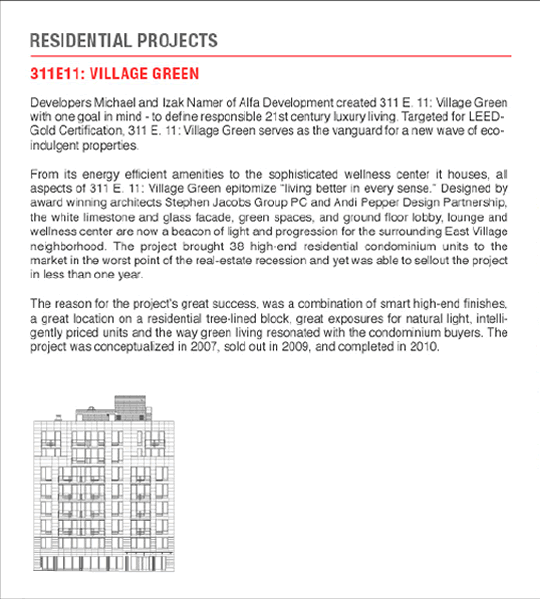 RESIDENTIAL PROJECTS
311E11: VILLAGE GREEN
Developers Michael and Izak Namer of Alfa Development created 311 E. 11: Village Green
with one goal in mind - to define responsible 21st century luxury living. Targeted for LEED-
Gold Certification, 311 E. 11: Village Green serves as the vanguard for a new wave of eco-
indulgent properties.
From its energy efficient amenities to the sophisticated wellness center it houses, all
aspects of 311 E. 11: Village Green epitomize “living better in every sense.” Designed by
award winning architects Stephen Jacobs Group PC and Andi Pepper Design Partnership,
the white limestone and glass facade, green spaces, and ground floor lobby, lounge and
wellness center are now a beacon of light and progression for the surrounding East Village
neighborhood. The project brought 38 high-end residential condominium units to the
market in the worst point of the real-estate recession and yet was able to sellout the project
in less than one year.
The reason for the project's great success, was a combination of smart high-end finishes,
a great location on a residential tree-lined block, great exposures for natural light, intelli-
gently priced units and the way green living resonated with the condominium buyers. The
project was conceptualized in 2007, sold out in 2009, and completed in 2010.